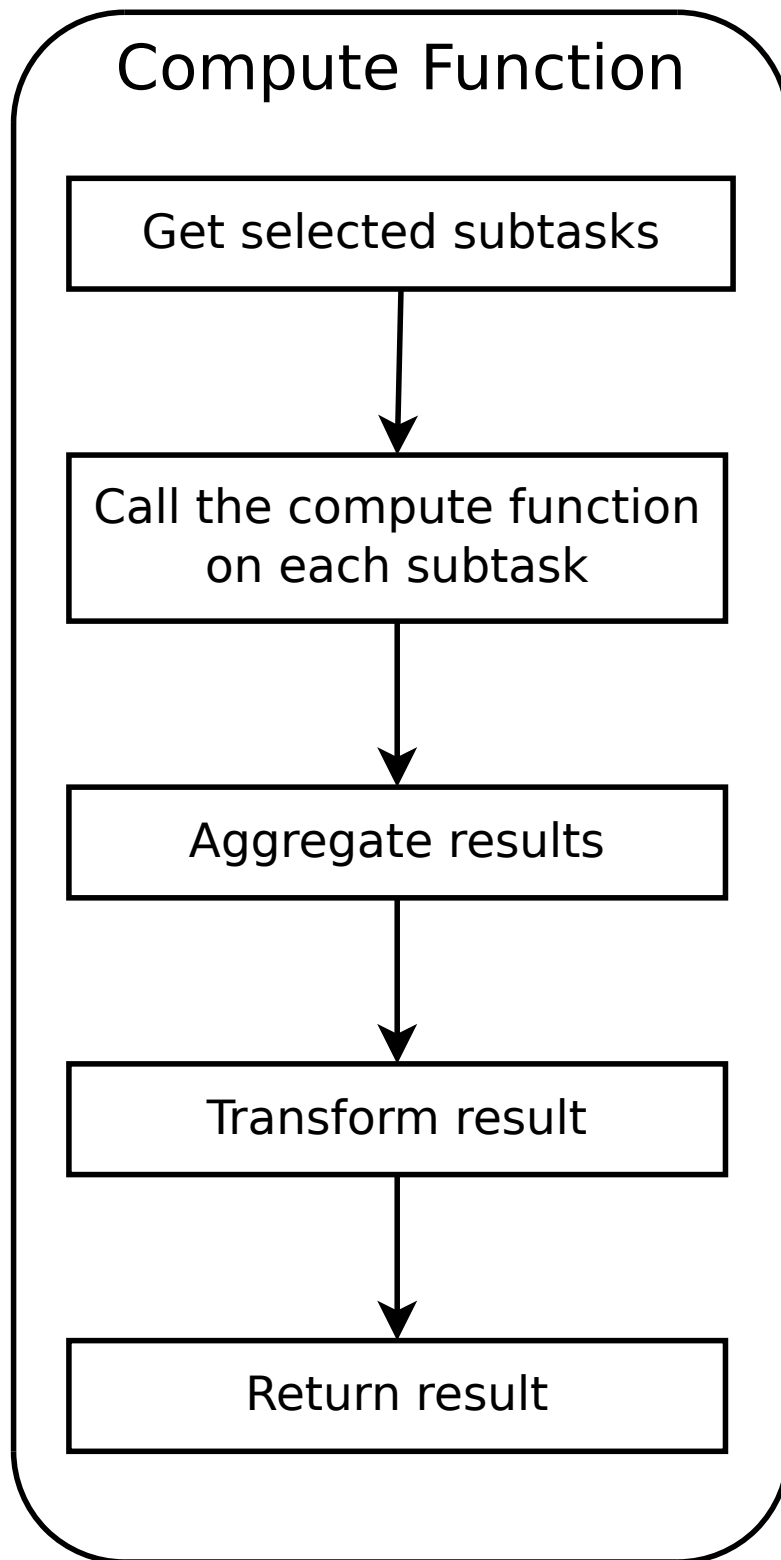 Compute Function
Get selected subtasks
Call the compute function
on each subtask
Aggregate results
Transform result
Return result